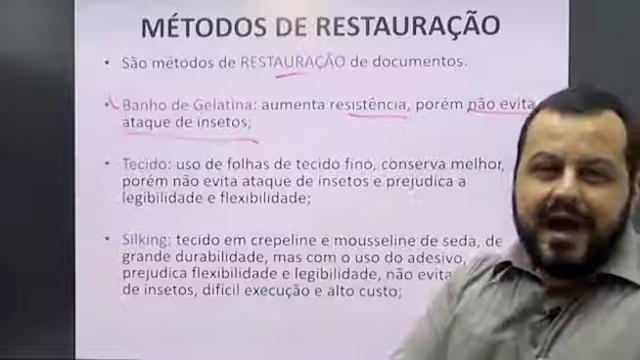 MÉTODOS DE RESTAURAÇÃO
• São métodos de RESTAURAÇÃO de documentos.
• Banho de Gelatina: aumenta resistência, porém não evita
ataque de insetos;
• Tecido: uso de folhas de tecido fino, conserva melhor,
porém não evita ataque de insetos e prejudica a
legibilidade e flexibilidade;
• Silking: tecido em crepeline e mousseline de seda, de
grande durabilidade, mas com o uso do adesivo,
prejudica flexibilidade e legibilidade, não evita
de insetos, difícil execução e alto custo;